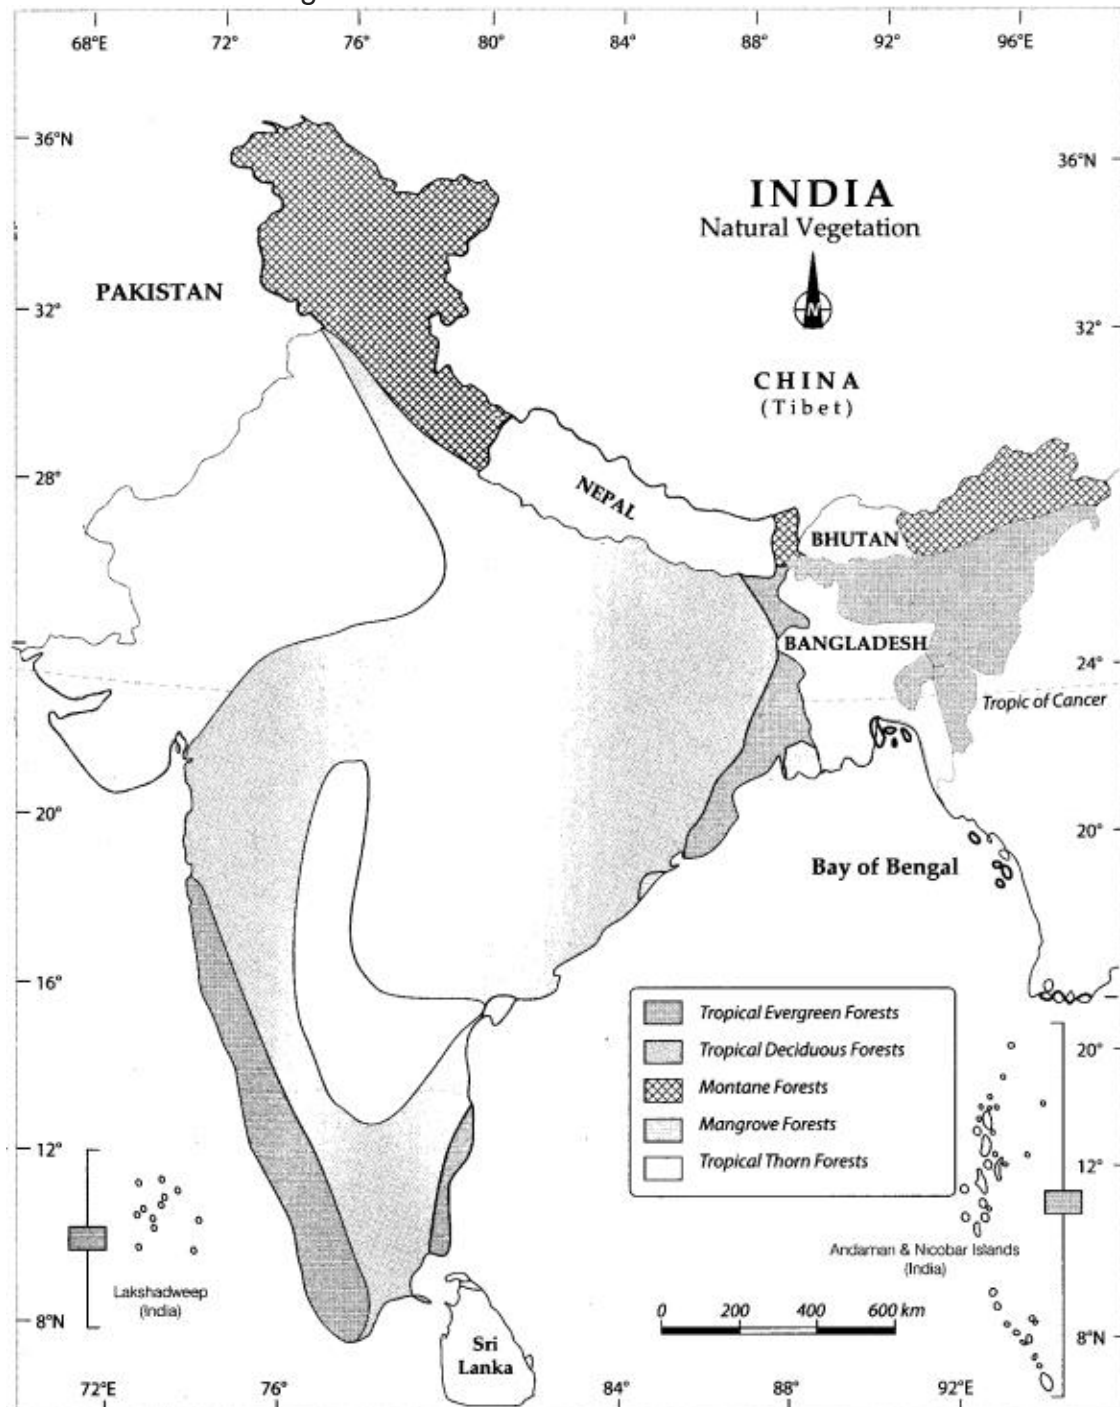 68°E 72° 76° 80° 84° 88° 92° 96°E
36°N
36°N
INDIA
Natural Vegetation
N
PAKISTAN
32°
32°
CHINA
(Tibet)
28°
NEPAL
BHUTAN
BANGLADESH
24°
Tropic of Cancer
20°
20°
Bay of Bengal
16°
Tropical Evergreen Forests
Tropical Deciduous Forests
Montane Forests
Mangrove Forests
Tropical Thorn Forests
20°
12°
12°
Andaman & Nicobar Islands
(India)
Lakshadweep
(India)
0 200 400 600 km
8°N
8°N
Sri
Lanka
72°E 76° 84° 88° 92°E